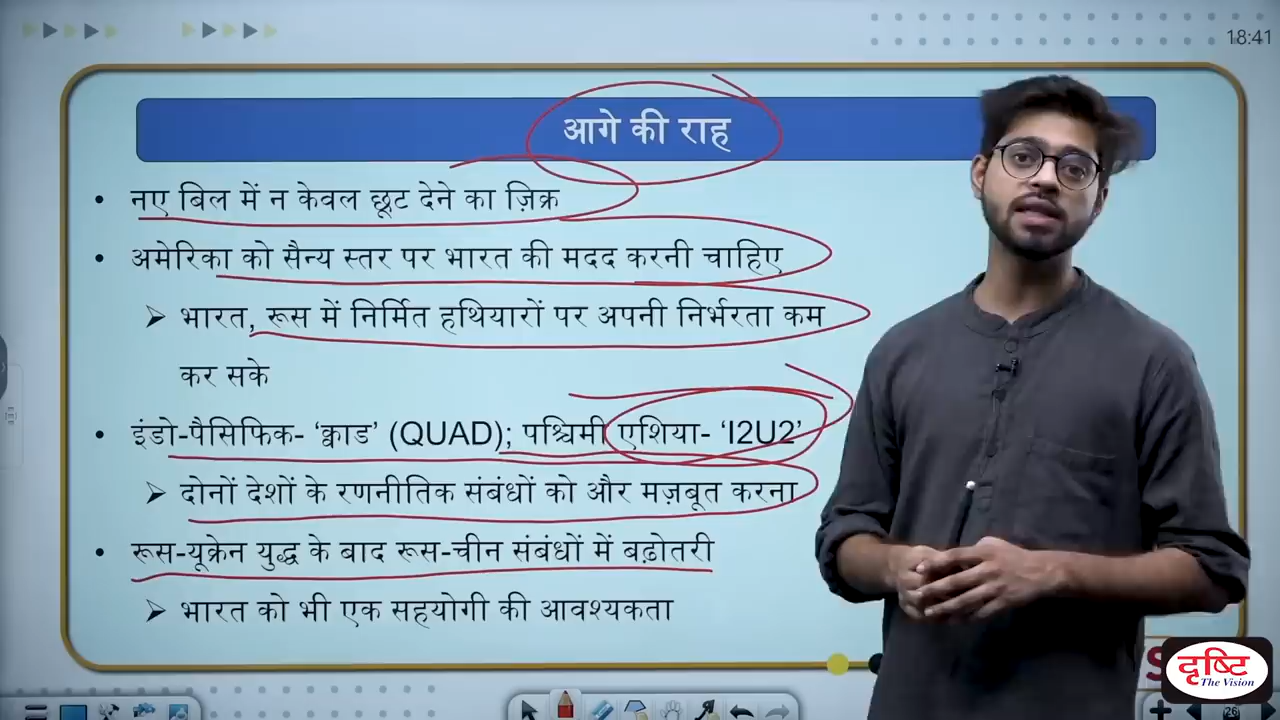 18:41
आगे की राह
• नए बिल में न केवल छूट देने का ज़िक्र
• अमेरिका को सैन्य स्तर पर भारत की मदद करनी चाहिए
➢ भारत, रूस में निर्मित हथियारों पर अपनी निर्भरता कम
कर सके
• इंडो-पैसिफिक- ‘क्वाड’ (QUAD); पश्चिमी एशिया- ‘I2U2’
➢ दोनों देशों के रणनीतिक संबंधों को और मज़बूत करना
• रूस-यूक्रेन युद्ध के बाद रूस-चीन संबंधों में बढ़ोतरी
➢ भारत को भी एक सहयोगी की आवश्यकता
दृष्टि
The Vision
26